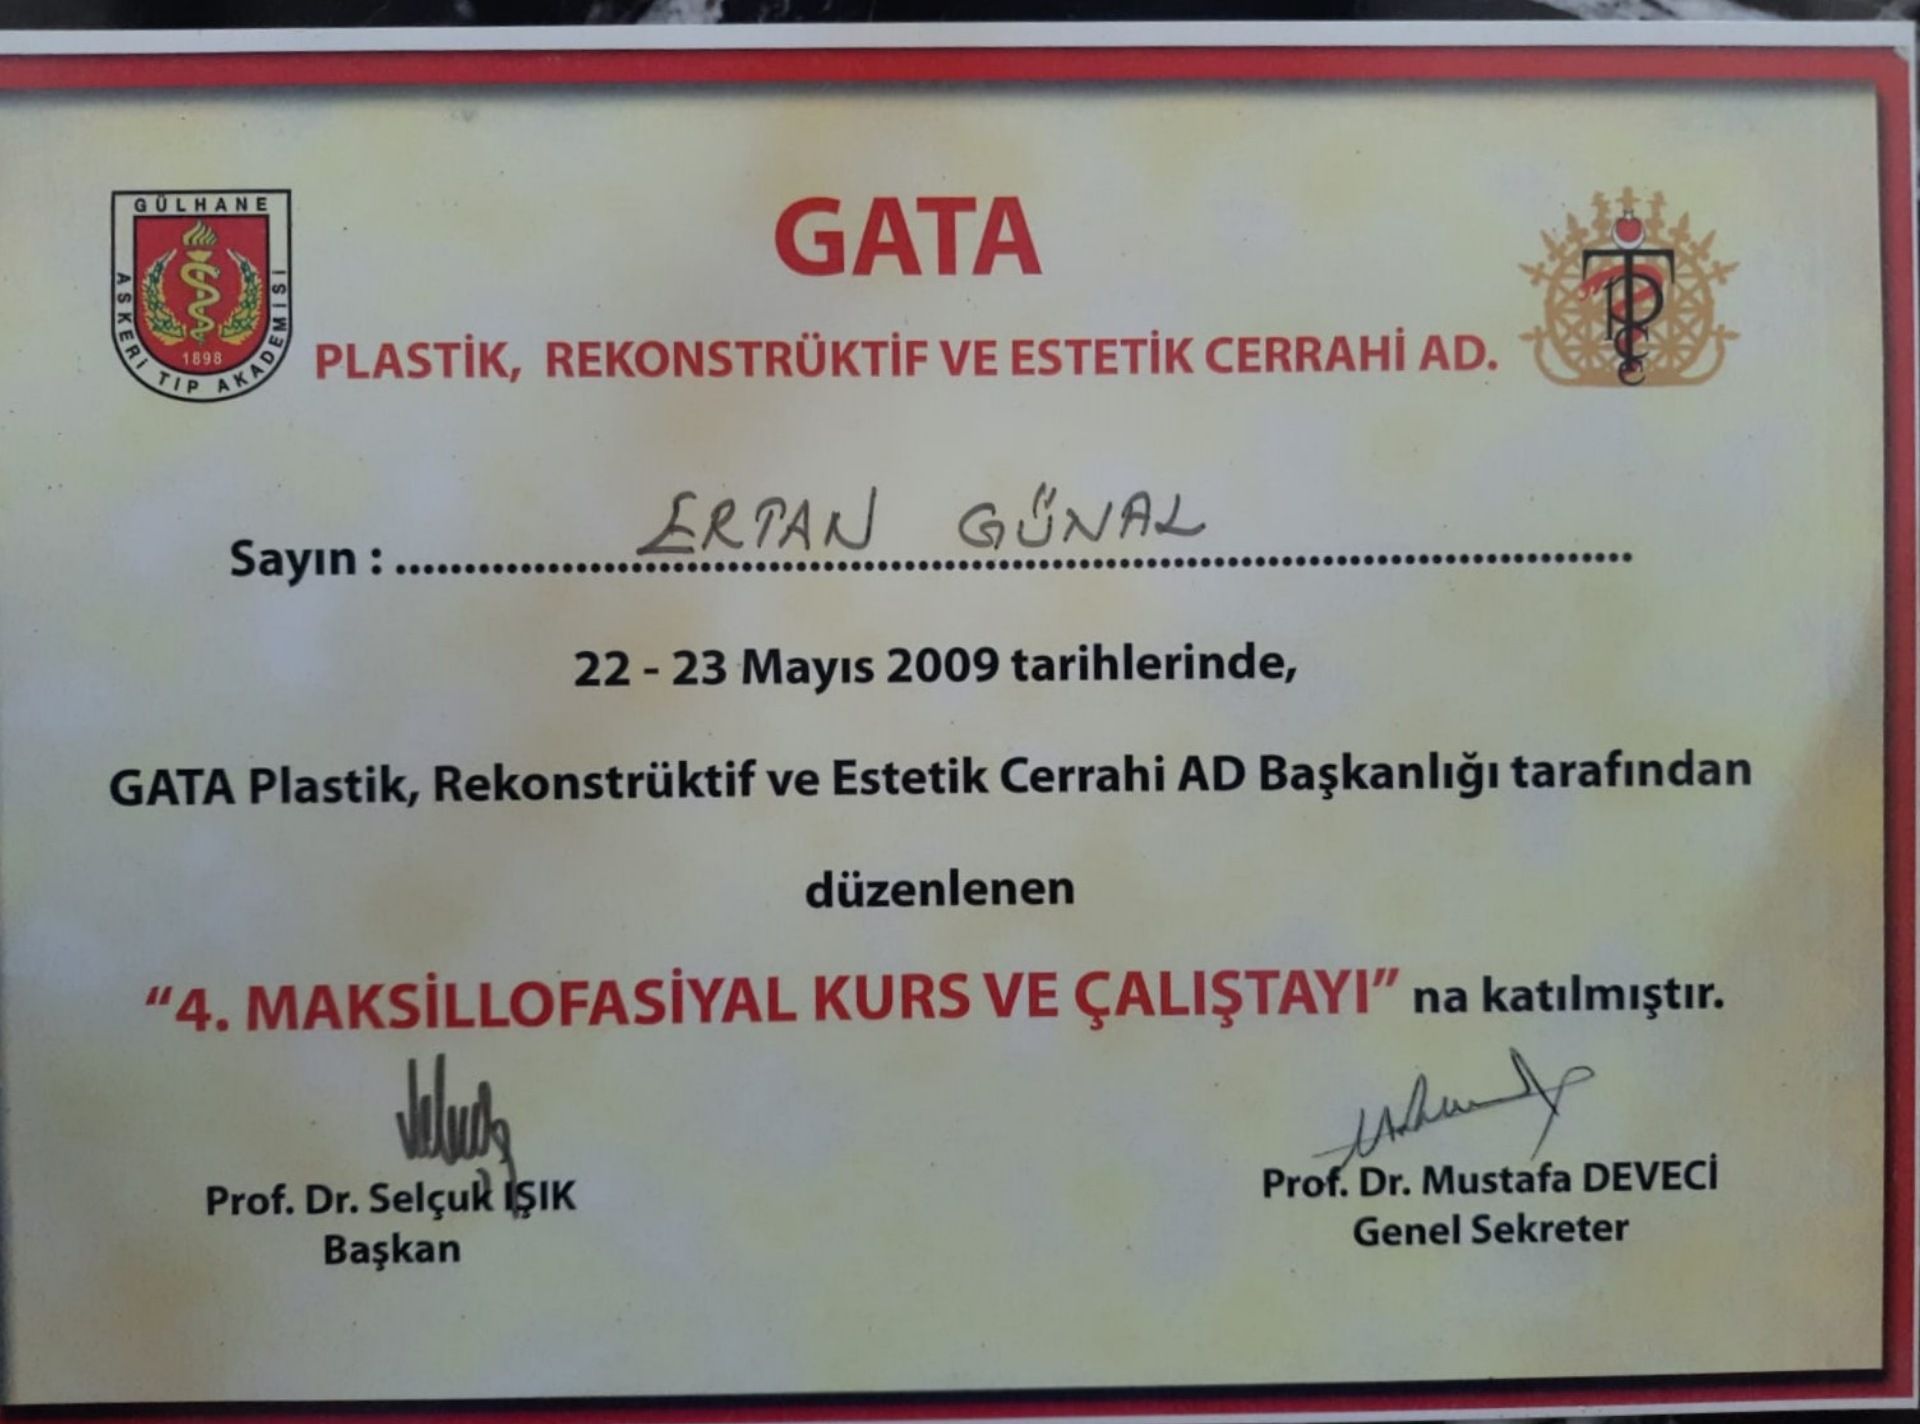 GÜLHANE
ASKERİ TIP AKADEMİSİ
1898
GATA
PLASTİK, REKONSTRÜKTİF VE ESTETİK CERRAHİ AD.
Sayın : ERTAN GÜNAL
22 - 23 Mayıs 2009 tarihlerinde,
GATA Plastik, Rekonstrüktif ve Estetik Cerrahi AD Başkanlığı tarafından
düzenlenen
“4. MAKSİLLOFASİYAL KURS VE ÇALIŞTAYI” na katılmıştır.
Prof. Dr. Selçuk IŞIK
Başkan
Prof. Dr. Mustafa DEVECİ
Genel Sekreter